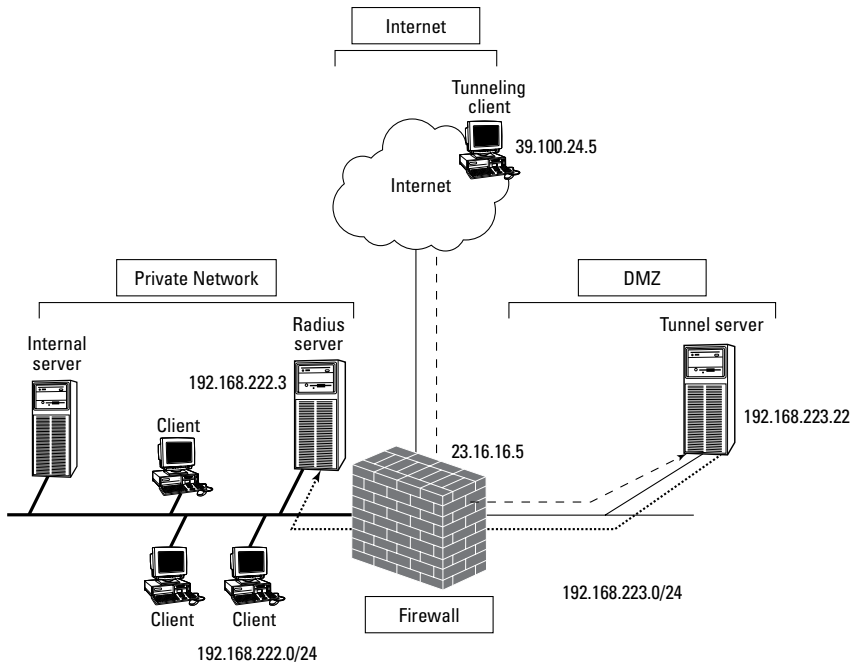 Internet
Tunneling
client
39.100.24.5
Internet
Private Network
DMZ
Internal
server
Radius
server
Tunnel server
192.168.222.3
192.168.223.22
Client
23.16.16.5
Client
Client
Firewall
192.168.223.0/24
192.168.222.0/24